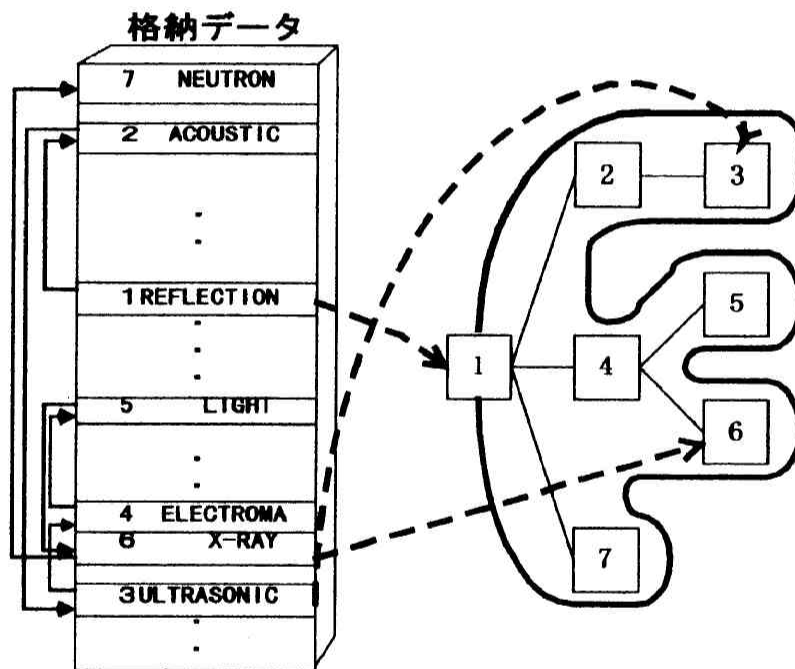 格納データ
7 NEUTRON
2 ACOUSTIC
1 REFLECTION
5 LIGHT
4 ELECTROMA
6 X-RAY
3 ULTRASONIC
2
3
5
1
4
6
7